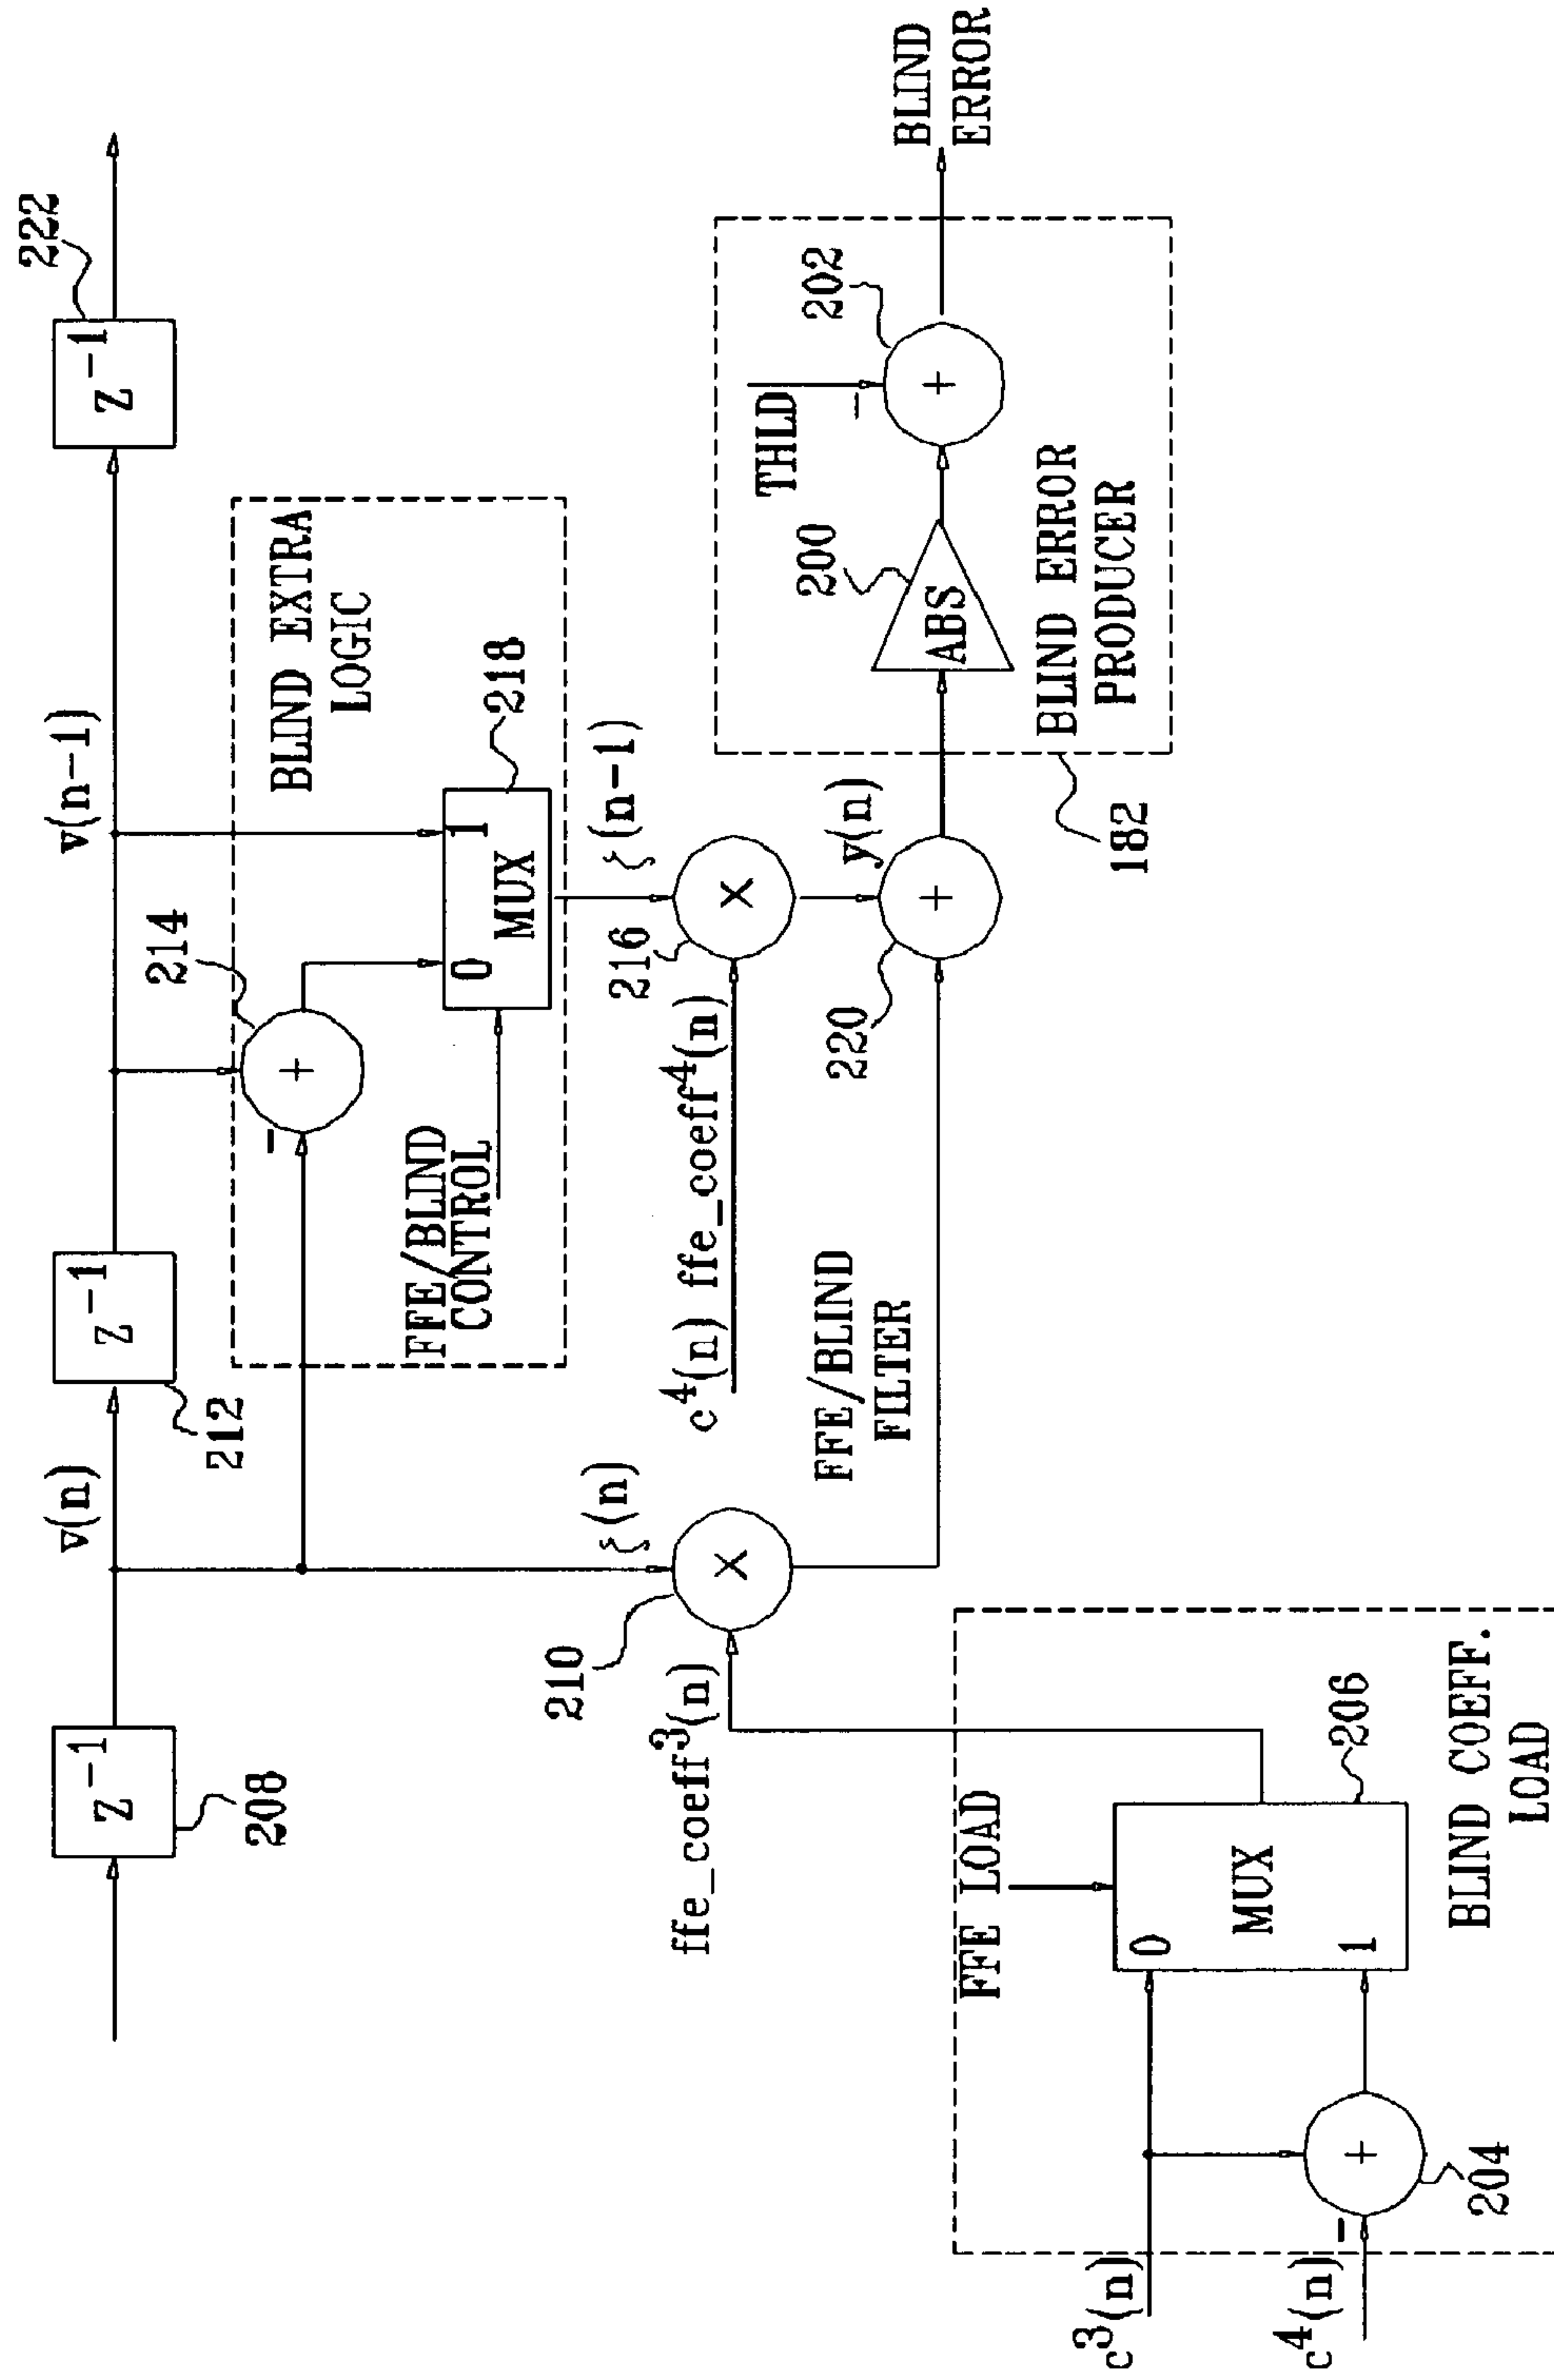 222
Z⁻¹
v(n-1)
Z⁻¹
212
v(n)
Z⁻¹
208
BLIND EXTRA
LOGIC
214
218
0
1
MUX
FFE/BLIND
CONTROL
ξ(n-1)
216
X
c⁴(n) ffe_coeff⁴(n)
ξ(n)
210
X
ffe_coeff³(n)
FFE/BLIND
FILTER
y(n)
220
+
182
THLD
-
202
+
200
ABS
BLIND ERROR
PRODUCER
BLIND
ERROR
+
-
FFE LOAD
0
1
MUX
206
BLIND COEFF.
LOAD
c³(n)
c⁴(n)
-
+
204